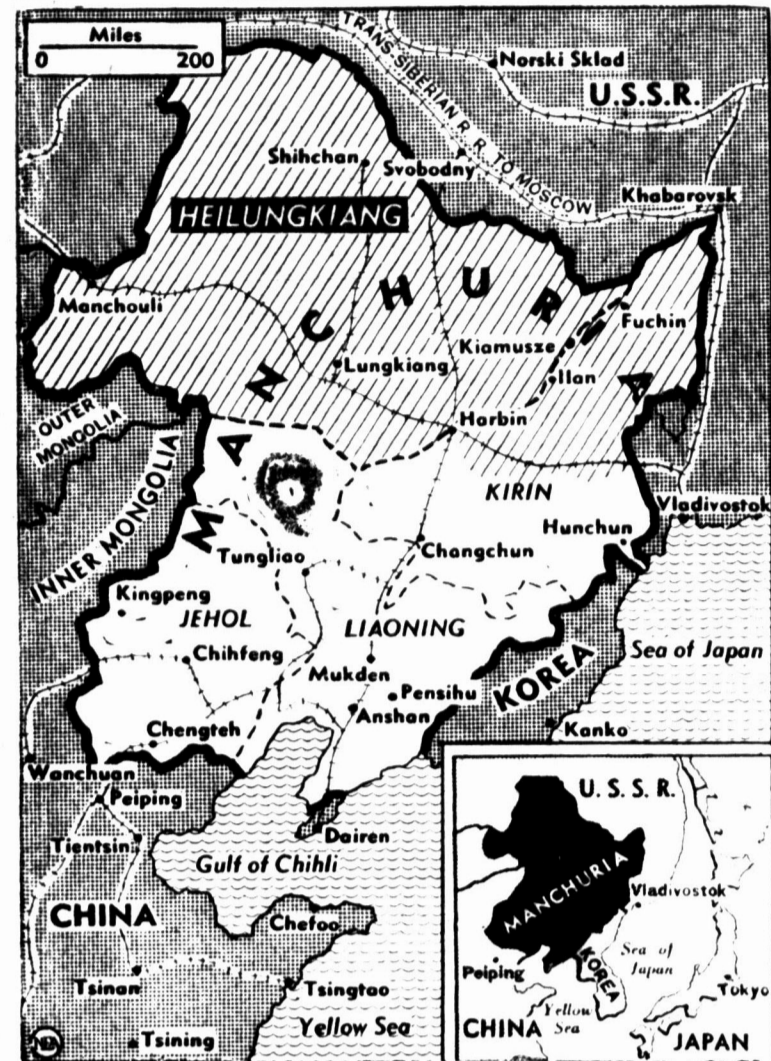 Miles
0 200
Norski Sklad
U.S.S.R.
TRANS-SIBERIAN R. R. TO MOSCOW
Shihchan
Svobodny
Khabarovsk
HEILUNGKIANG
MANCHURIA
Manchouli
Fuchin
Kiamusze
Lungkiang
Ilan
OUTER
MONGOLIA
Harbin
INNER MONGOLIA
KIRIN
Vladivostok
Hunchun
Changchun
Tungliao
Kingpeng
JEHOL
LIAONING
Chihfeng
Sea of Japan
KOREA
Mukden
Pensihu
Anshan
Chengteh
Kanko
Wanchuan
Peiping
Dairen
Tientsin
Gulf of Chihli
CHINA
Chefoo
Tsinan
Tsingtao
Yellow Sea
NEA
Tsining
U. S. S. R.
MANCHURIA
Vladivostok
Sea of
Japan
Peiping
KOREA
Tokyo
Yellow
Sea
CHINA
JAPAN